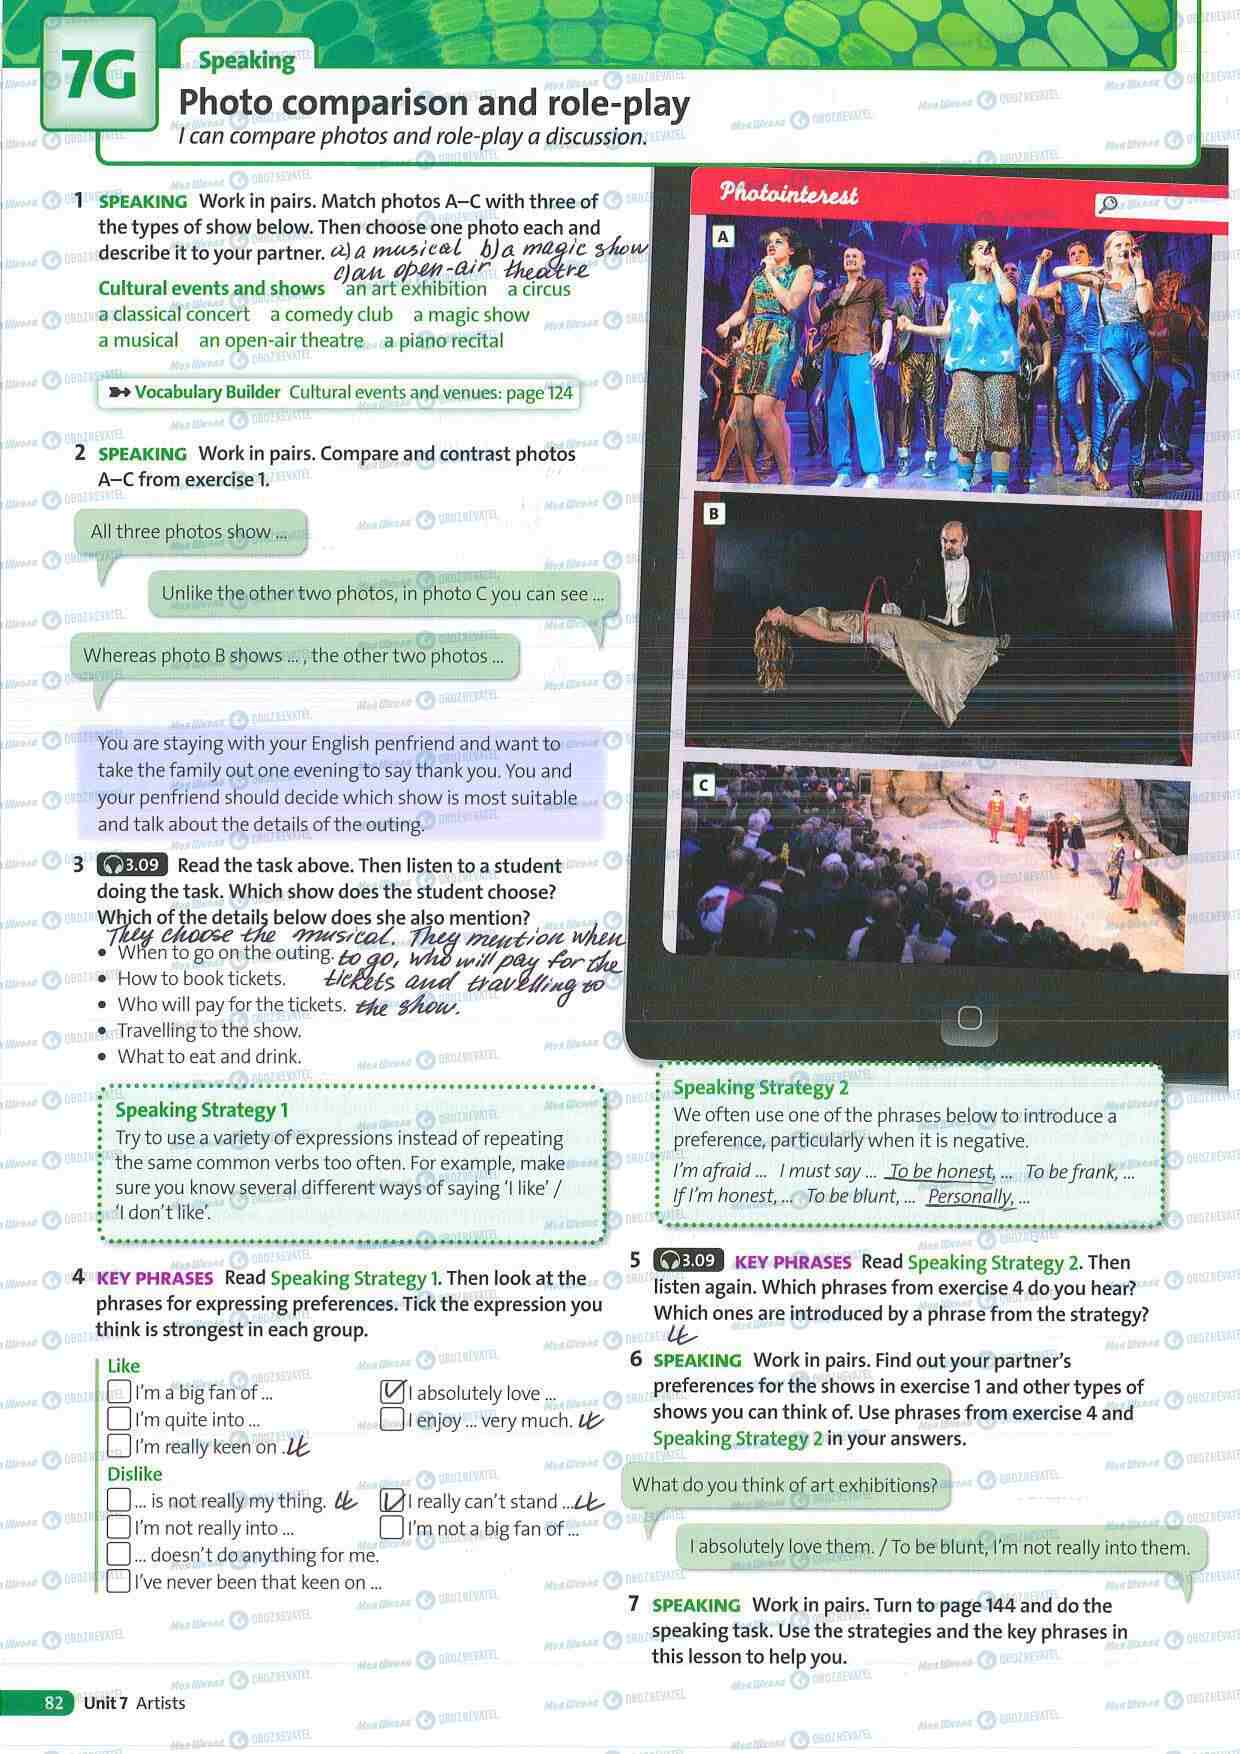 7G
Speaking
Photo comparison and role-play
I can compare photos and role-play a discussion.
1 SPEAKING Work in pairs. Match photos A–C with three of
the types of show below. Then choose one photo each and
describe it to your partner. a) a musical b) a magic show
c) an open-air theatre
Cultural events and shows an art exhibition a circus
a classical concert a comedy club a magic show
a musical an open-air theatre a piano recital
Vocabulary Builder Cultural events and venues: page 124
2 SPEAKING Work in pairs. Compare and contrast photos
A–C from exercise 1.
All three photos show ...
Unlike the other two photos, in photo C you can see ...
Whereas photo B shows ... , the other two photos ...
You are staying with your English penfriend and want to
take the family out one evening to say thank you. You and
your penfriend should decide which show is most suitable
and talk about the details of the outing.
3 3.09 Read the task above. Then listen to a student
doing the task. Which show does the student choose?
Which of the details below does she also mention?
They choose the musical. They mention when
• When to go on the outing. to go, who will pay for the
• How to book tickets. tickets and travelling to
• Who will pay for the tickets. the show.
• Travelling to the show.
• What to eat and drink.
Speaking Strategy 1
Try to use a variety of expressions instead of repeating
the same common verbs too often. For example, make
sure you know several different ways of saying ‘I like’ /
‘I don’t like’.
4 KEY PHRASES Read Speaking Strategy 1. Then look at the
phrases for expressing preferences. Tick the expression you
think is strongest in each group.
Like
I’m a big fan of ... I absolutely love ...
I’m quite into ... I enjoy ... very much.
I’m really keen on ...
Dislike
... is not really my thing. I really can’t stand ...
I’m not really into ... I’m not a big fan of ...
... doesn’t do anything for me.
I’ve never been that keen on ...
82 Unit 7 Artists
Photointerest
A
B
C
Speaking Strategy 2
We often use one of the phrases below to introduce a
preference, particularly when it is negative.
I’m afraid ... I must say ... To be honest, ... To be frank, ...
If I’m honest, ... To be blunt, ... Personally, ...
5 3.09 KEY PHRASES Read Speaking Strategy 2. Then
listen again. Which phrases from exercise 4 do you hear?
Which ones are introduced by a phrase from the strategy?
6 SPEAKING Work in pairs. Find out your partner’s
preferences for the shows in exercise 1 and other types of
shows you can think of. Use phrases from exercise 4 and
Speaking Strategy 2 in your answers.
What do you think of art exhibitions?
I absolutely love them. / To be blunt, I’m not really into them.
7 SPEAKING Work in pairs. Turn to page 144 and do the
speaking task. Use the strategies and the key phrases in
this lesson to help you.
Моя Школа OBOZREVATEL